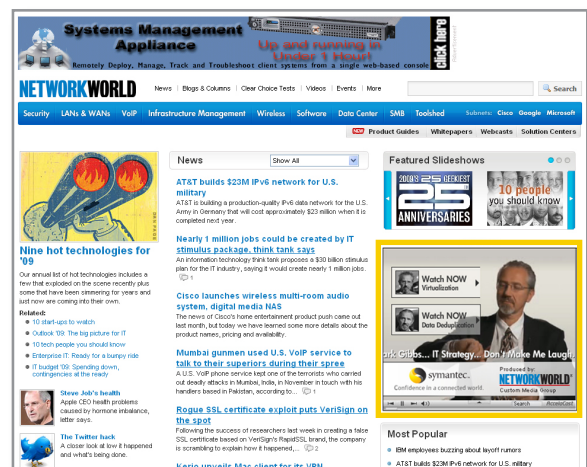 Systems Management
Appliance
Up and running in
Under 1 Hour!
Remotely Deploy, Manage, Track and Troubleshoot client systems from a single web-based console
click here
NETWORKWORLD
News | Blogs & Columns | Clear Choice Tests | Videos | Events | More
Search
Security LANs & WANs VoIP Infrastructure Management Wireless Software Data Center SMB Toolshed Subnets: Cisco Google Microsoft
NEW Product Guides Whitepapers Webcasts Solution Centers
Nine hot technologies for
'09
Our annual list of hot technologies includes a
few that exploded on the scene recently plus
some that have been simmering for years and
just now are coming into their own.
Related:
10 start-ups to watch
Outlook '09: The big picture for IT
10 tech people you should know
Enterprise IT: Ready for a bumpy ride
IT budget '09: Spending down,
contingencies at the ready
Steve Job's health
Apple CEO health problems
caused by hormone imbalance,
letter says.
The Twitter hack
A closer look at how it happened
and what's being done.
News
Show All
AT&T builds $23M IPv6 network for U.S.
military
AT&T is building a production-quality IPv6 data network for the U.S.
Army in Germany that will cost approximately $23 million when it is
completed next year.
Nearly 1 million jobs could be created by IT
stimulus package, think tank says
An information technology think tank proposes a $30 billion stimulus
plan for the IT industry, saying it would create nearly 1 million jobs.
1
Cisco launches wireless multi-room audio
system, digital media NAS
The news of Cisco's home entertainment product push came out
last month, but today we have learned some more details about the
product names, pricing and availability.
Mumbai gunmen used U.S. VoIP service to
talk to their superiors during their spree
A U.S. VoIP phone service kept one of the terrorists who carried
out deadly attacks in Mumbai, India, in November in touch with his
handlers based in Pakistan, according to... 1
Rogue SSL certificate exploit puts VeriSign on
the spot
Following the success of researchers last week in creating a false
SSL certificate based on VeriSign's RapidSSL brand, the company
is scrambling to explain how it happened,... 2
Kerio unveils Mac client for its VPN
Featured Slideshows
2009'S 25 GEEKIEST
25TH
ANNIVERSARIES
10 people
you should know
Watch NOW
Virtualization
Watch NOW
Data Deduplication
ark Gibbs... IT Strategy... Don't Make Me Laugh
symantec.
Confidence in a connected world.
Produced by:
NETWORKWORLD
Custom Media Group
Search
Most Popular
IBM employees buzzing about layoff rumors
AT&T builds $23M IPv6 network for U.S. military